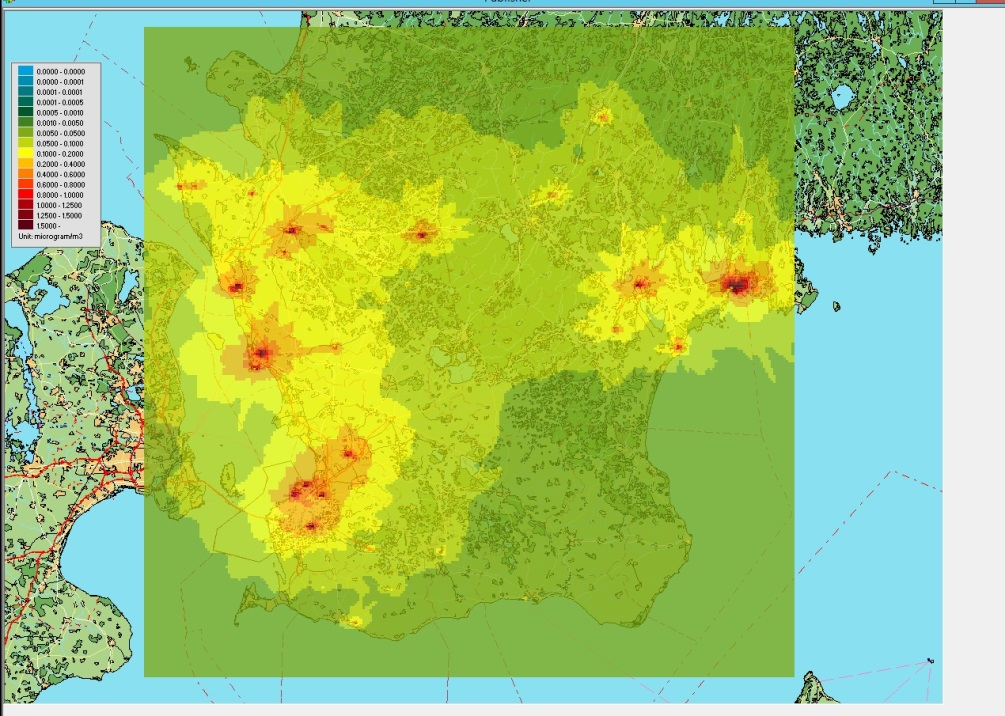 0.0000 - 0.0000
0.0000 - 0.0001
0.0001 - 0.0001
0.0001 - 0.0005
0.0005 - 0.0010
0.0010 - 0.0050
0.0050 - 0.0500
0.0500 - 0.1000
0.1000 - 0.2000
0.2000 - 0.4000
0.4000 - 0.6000
0.6000 - 0.8000
0.8000 - 1.0000
1.0000 - 1.2500
1.2500 - 1.5000
1.5000 -
Unit: microgram/m3